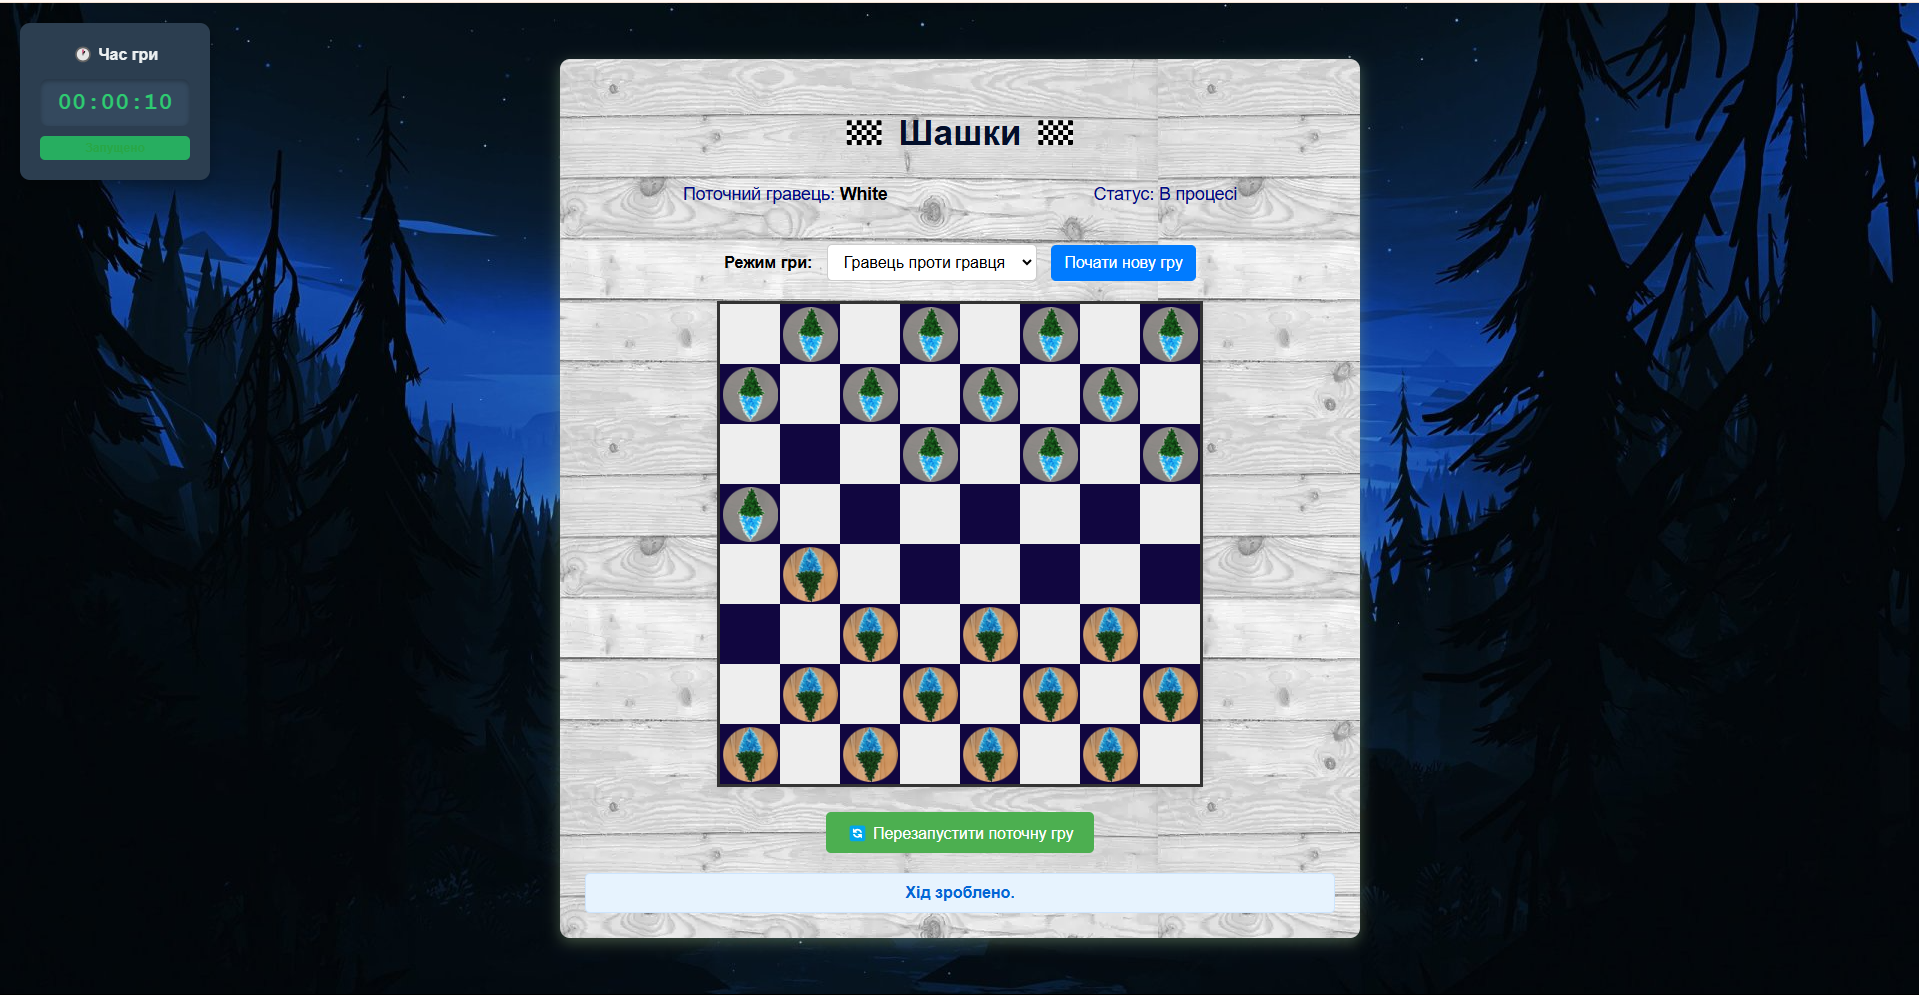 Час гри
00:00:10
Запущено
Шашки
Поточний гравець: White
Статус: В процесі
Режим гри: Гравець проти гравця Почати нову гру
Перезапустити поточну гру
Хід зроблено.